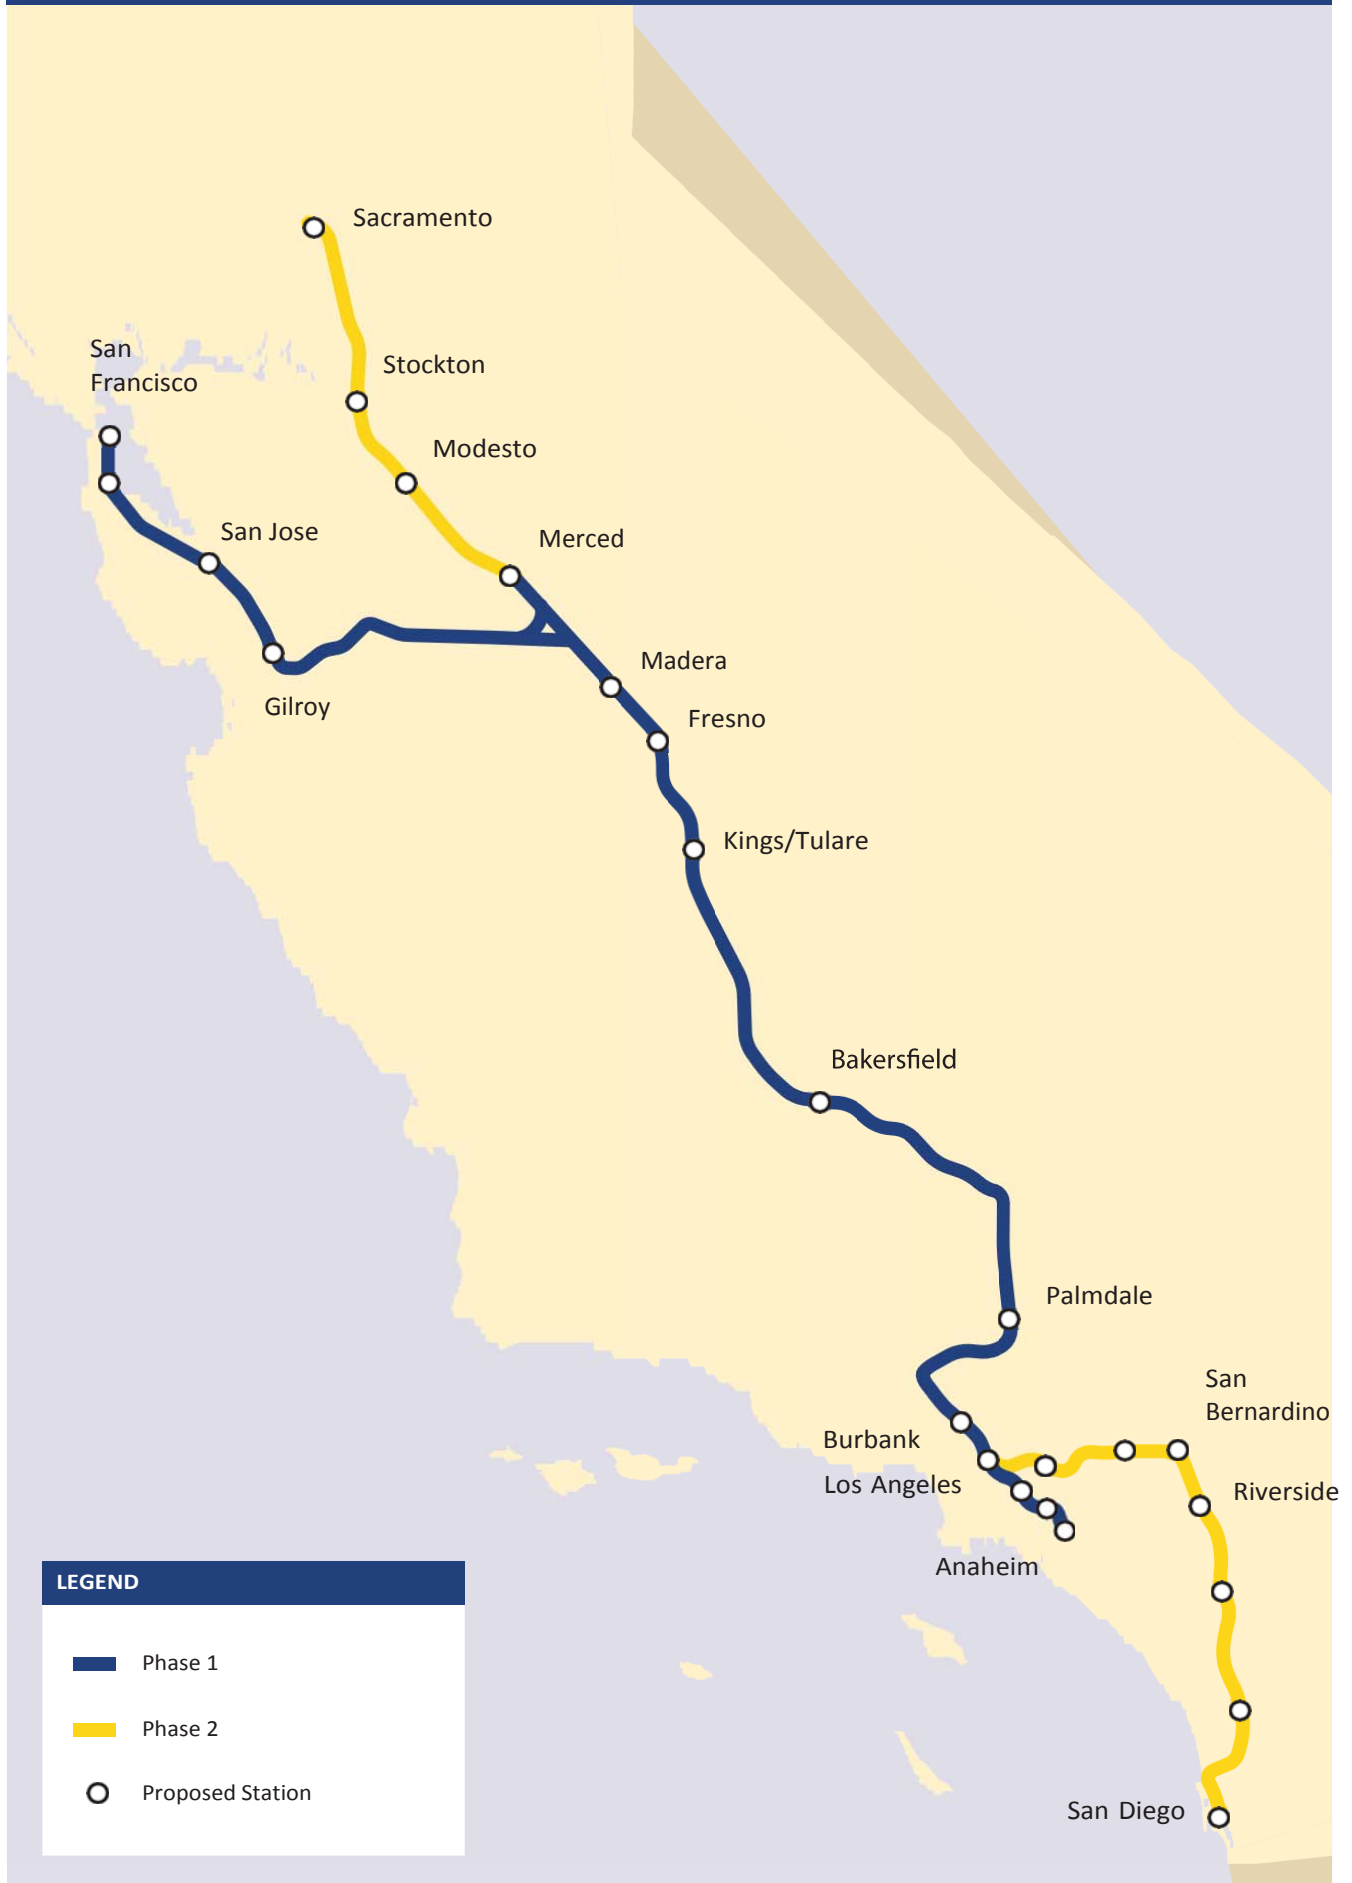 Sacramento
San
Francisco
Stockton
Modesto
San Jose
Merced
Madera
Gilroy
Fresno
Kings/Tulare
Bakersfield
Palmdale
San
Bernardino
Burbank
Los Angeles
Riverside
Anaheim
LEGEND
Phase 1
Phase 2
Proposed Station
San Diego